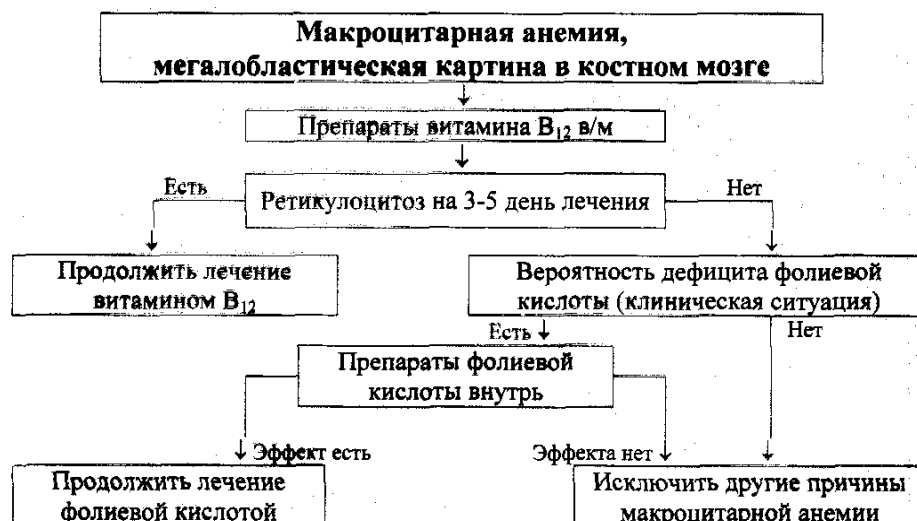 Макроцитарная анемия,
мегалобластическая картина в костном мозге
Препараты витамина В12 в/м
Есть
Ретикулоцитоз на 3-5 день лечения
Нет
Продолжить лечение
витамином В12
Вероятность дефицита фолиевой
кислоты (клиническая ситуация)
Есть
Нет
Препараты фолиевой
кислоты внутрь
Эффект есть
Эффекта нет
Продолжить лечение
фолиевой кислотой
Исключить другие причины
макроцитарной анемии